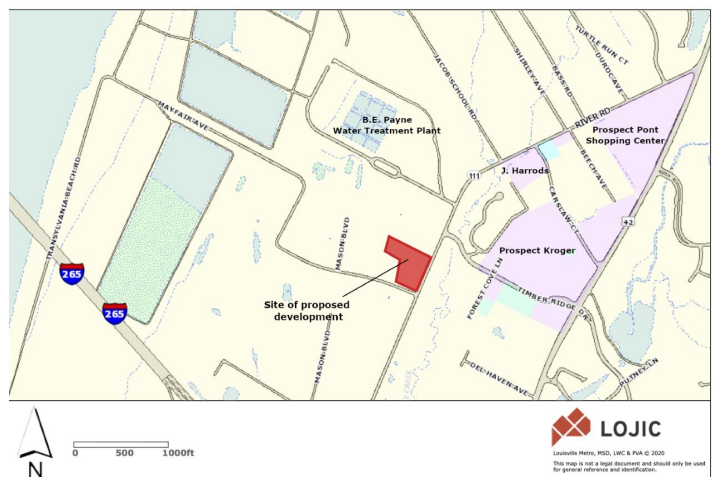 TURTLE RUN CT
SHIRLEY AVE
BASS RD
DUROC AVE
JACOB SCHOOL RD
MAYFAIR AVE
B.E. Payne
Water Treatment Plant
RIVER RD
Prospect Pont
Shopping Center
TRANSYLVANIA BEACH RD
111
J. Harrods
BEECH AVE
CARSLAW CT
42
MASON BLVD
Prospect Kroger
265
265
FOREST COVE LN
TIMBER RIDGE DR
Site of proposed
development
MASON BLVD
DEL HAVEN AVE
PUTNEY LN
N
0 500 1000ft
LOJIC
Louisville Metro, MSD, LWC & PVA © 2020
This map is not a legal document and should only be used
for general reference and identification.